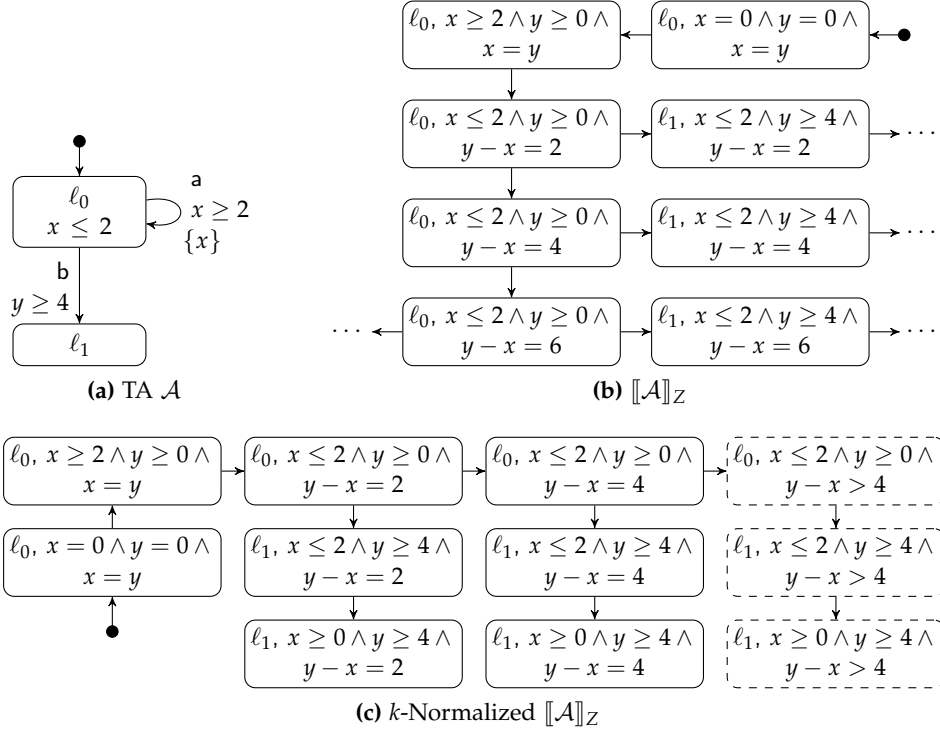 ℓ₀
x ≤ 2
a
x ≥ 2
{x}
b
y ≥ 4
ℓ₁
(a) TA 𝒜
ℓ₀, x ≥ 2 ∧ y ≥ 0 ∧
x = y
ℓ₀, x = 0 ∧ y = 0 ∧
x = y
ℓ₀, x ≤ 2 ∧ y ≥ 0 ∧
y − x = 2
ℓ₁, x ≤ 2 ∧ y ≥ 4 ∧
y − x = 2
···
ℓ₀, x ≤ 2 ∧ y ≥ 0 ∧
y − x = 4
ℓ₁, x ≤ 2 ∧ y ≥ 4 ∧
y − x = 4
···
···
ℓ₀, x ≤ 2 ∧ y ≥ 0 ∧
y − x = 6
ℓ₁, x ≤ 2 ∧ y ≥ 4 ∧
y − x = 6
···
(b) ⟦𝒜⟧Z
ℓ₀, x ≥ 2 ∧ y ≥ 0 ∧
x = y
ℓ₀, x ≤ 2 ∧ y ≥ 0 ∧
y − x = 2
ℓ₀, x ≤ 2 ∧ y ≥ 0 ∧
y − x = 4
ℓ₀, x ≤ 2 ∧ y ≥ 0 ∧
y − x > 4
ℓ₀, x = 0 ∧ y = 0 ∧
x = y
ℓ₁, x ≤ 2 ∧ y ≥ 4 ∧
y − x = 2
ℓ₁, x ≤ 2 ∧ y ≥ 4 ∧
y − x = 4
ℓ₁, x ≤ 2 ∧ y ≥ 4 ∧
y − x > 4
ℓ₁, x ≥ 0 ∧ y ≥ 4 ∧
y − x = 2
ℓ₁, x ≥ 0 ∧ y ≥ 4 ∧
y − x = 4
ℓ₁, x ≥ 0 ∧ y ≥ 4 ∧
y − x > 4
(c) k-Normalized ⟦𝒜⟧Z